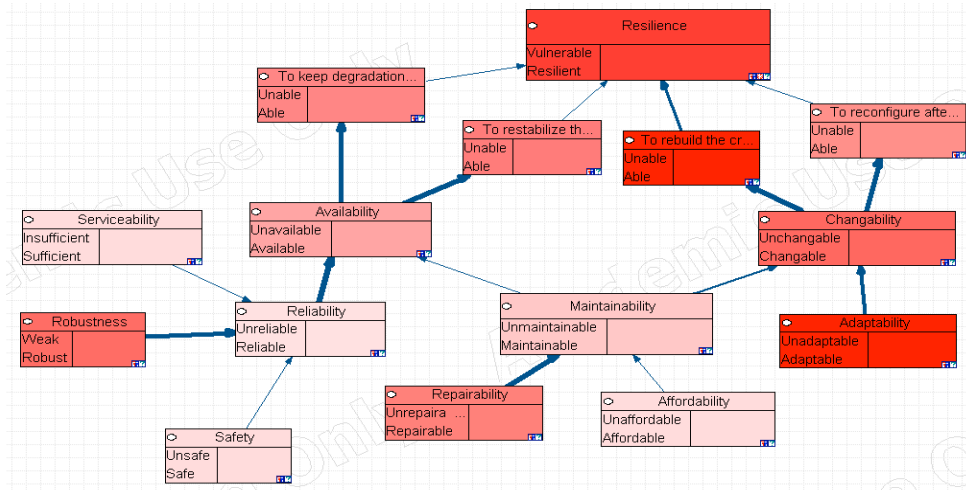 Resilience
Vulnerable
Resilient
To keep degradation...
Unable
Able
To restabilize th...
Unable
Able
To rebuild the cr...
Unable
Able
To reconfigure afte...
Unable
Able
Serviceability
Insufficient
Sufficient
Availability
Unavailable
Available
Changability
Unchangable
Changable
Robustness
Weak
Robust
Reliability
Unreliable
Reliable
Maintainability
Unmaintainable
Maintainable
Adaptability
Unadaptable
Adaptable
Repairability
Unrepaira ...
Repairable
Affordability
Unaffordable
Affordable
Safety
Unsafe
Safe